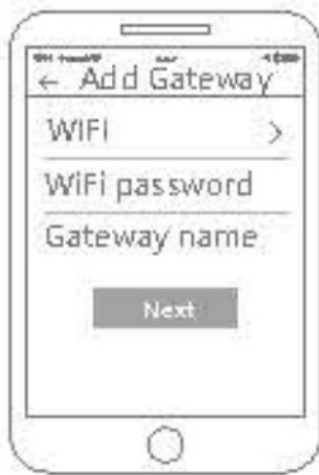 ← Add Gateway
WIFI >
WiFi password
Gateway name
Next